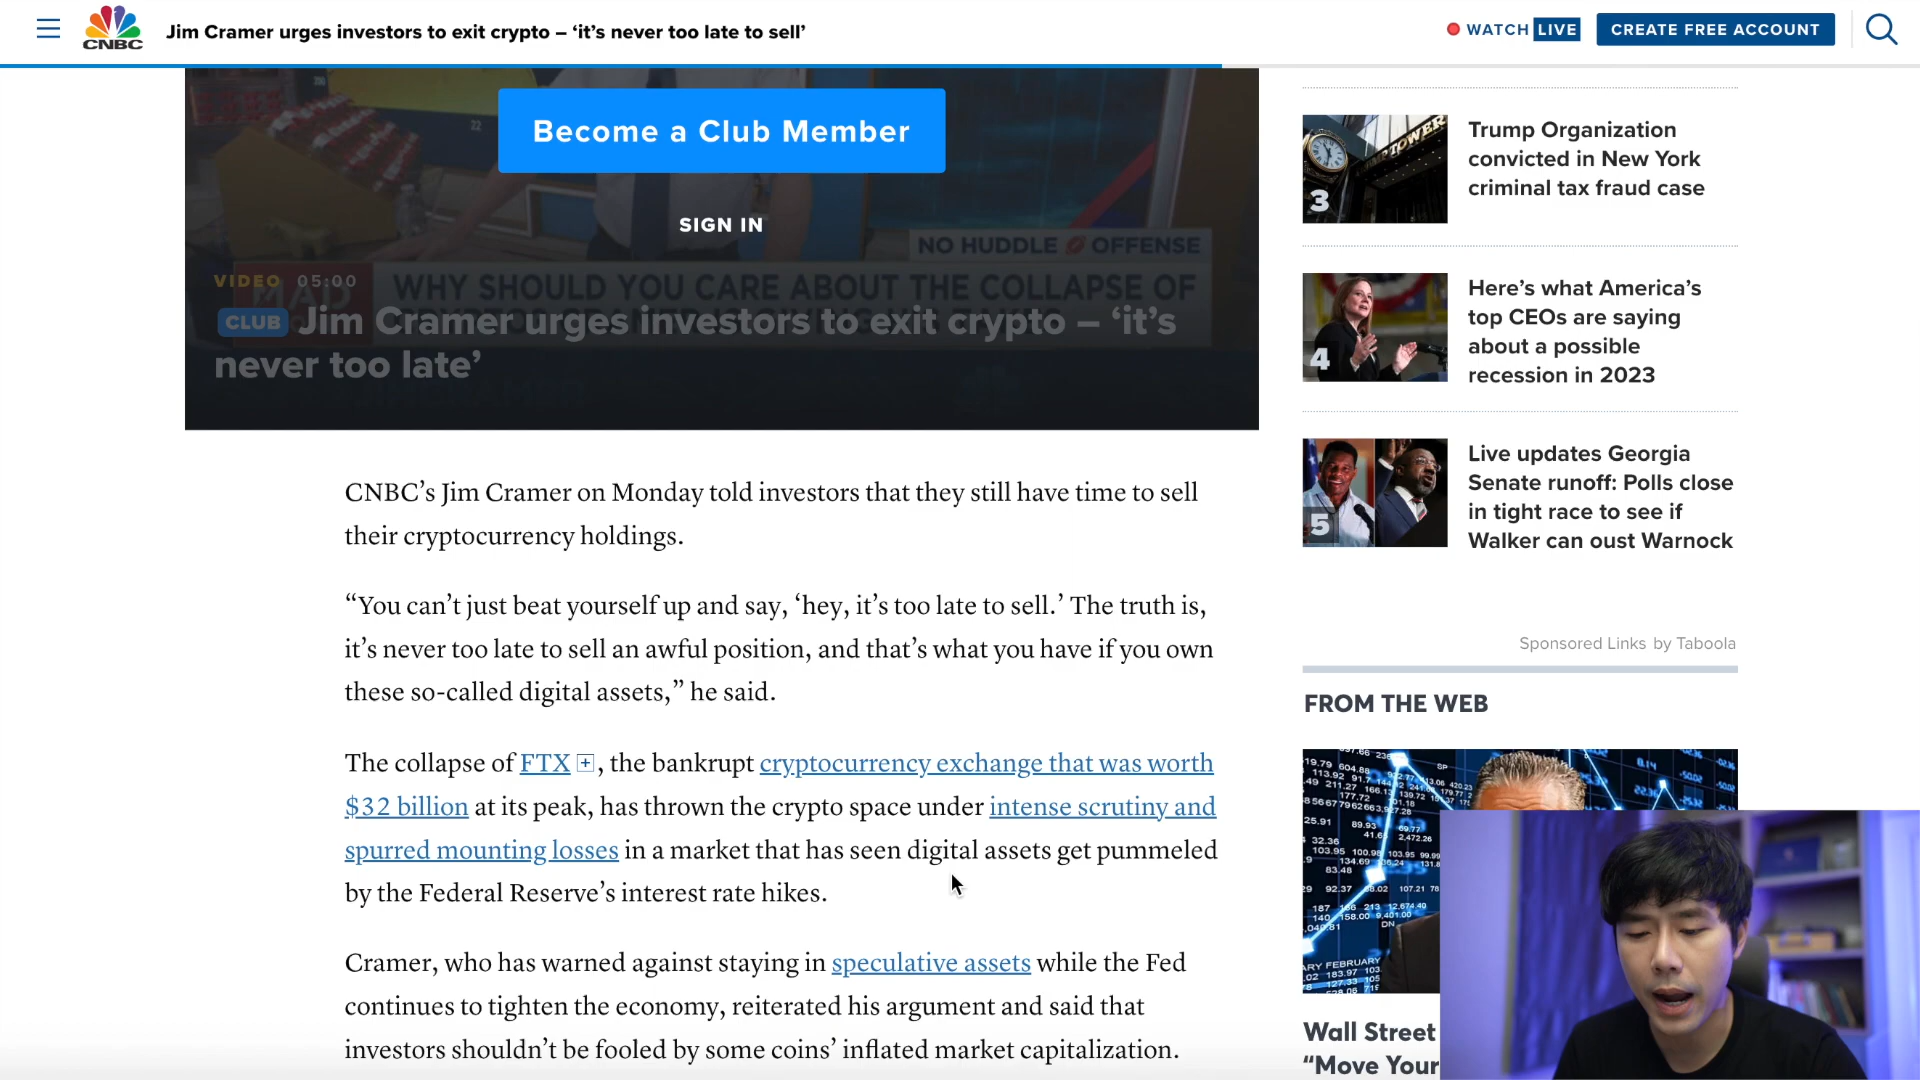 CNBC
Jim Cramer urges investors to exit crypto – ‘it’s never too late to sell’
WATCH LIVE
CREATE FREE ACCOUNT
Become a Club Member
SIGN IN
NO HUDDLE OFFENSE
VIDEO 05:00
MAD
WHY SHOULD YOU CARE ABOUT THE COLLAPSE OF
CLUB Jim Cramer urges investors to exit crypto – ‘it’s
never too late’
CNBC’s Jim Cramer on Monday told investors that they still have time to sell
their cryptocurrency holdings.
“You can’t just beat yourself up and say, ‘hey, it’s too late to sell.’ The truth is,
it’s never too late to sell an awful position, and that’s what you have if you own
these so-called digital assets,” he said.
The collapse of FTX, the bankrupt cryptocurrency exchange that was worth
$32 billion at its peak, has thrown the crypto space under intense scrutiny and
spurred mounting losses in a market that has seen digital assets get pummeled
by the Federal Reserve’s interest rate hikes.
Cramer, who has warned against staying in speculative assets while the Fed
continues to tighten the economy, reiterated his argument and said that
investors shouldn’t be fooled by some coins’ inflated market capitalization.
3
Trump Organization
convicted in New York
criminal tax fraud case
4
Here’s what America’s
top CEOs are saying
about a possible
recession in 2023
5
Live updates Georgia
Senate runoff: Polls close
in tight race to see if
Walker can oust Warnock
Sponsored Links by Taboola
FROM THE WEB
Wall Street
“Move Your